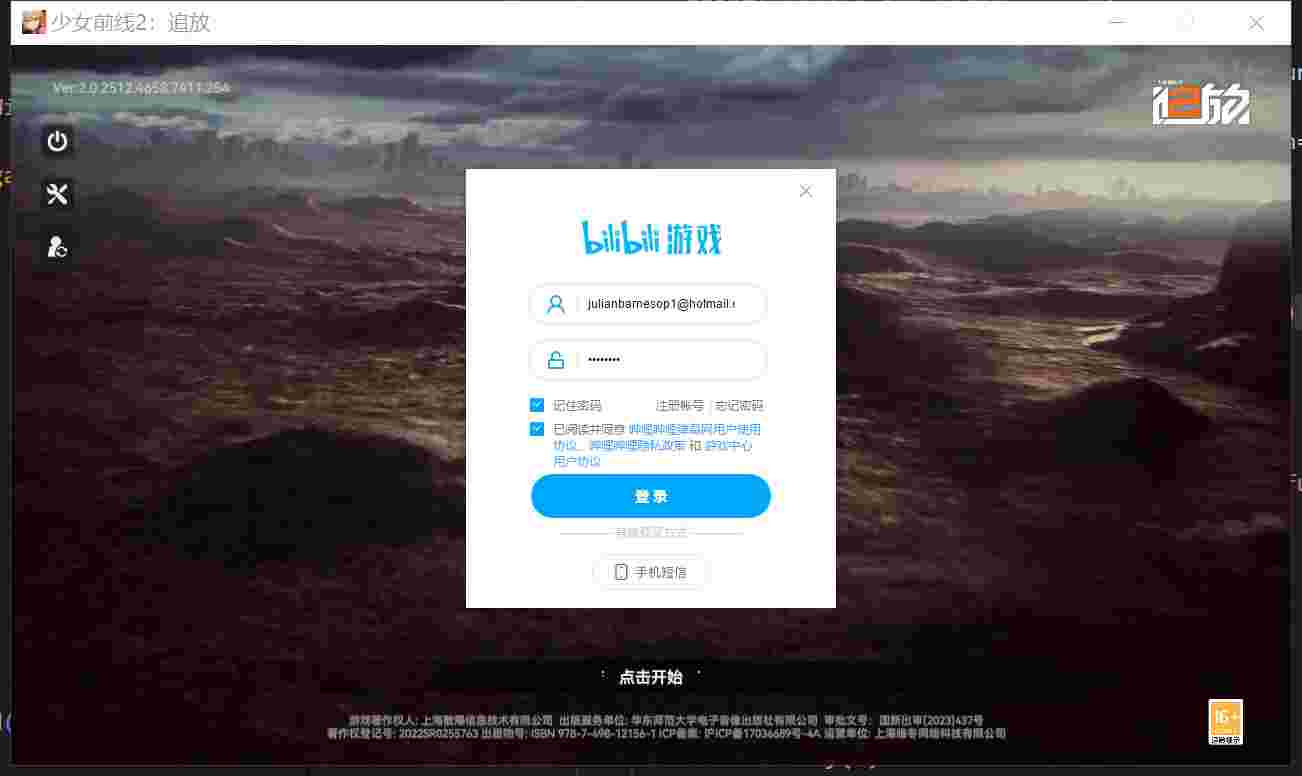 少女前线2：追放
Ver.2.0.2512.4658.7411.254
追放
bilibili 游戏
julianbarnesop1@hotmail.c
••••••••
记住密码 注册账号 | 忘记密码
已阅读并同意 哔哩哔哩弹幕网用户使用
协议、哔哩哔哩隐私政策 和 游戏中心
用户协议
登录
手机短信
点击开始
游戏著作权人: 上海散爆信息技术有限公司 出版服务单位: 华东师范大学电子音像出版社有限公司 审批文号: 国新出审[2023]437号
著作权登记号: 2022SR0255763 出版物号: ISBN 978-7-498-12156-1 ICP备案: 沪ICP备17036689号-4A 运营单位: 上海暗冬网络科技有限公司
16+
适龄提示